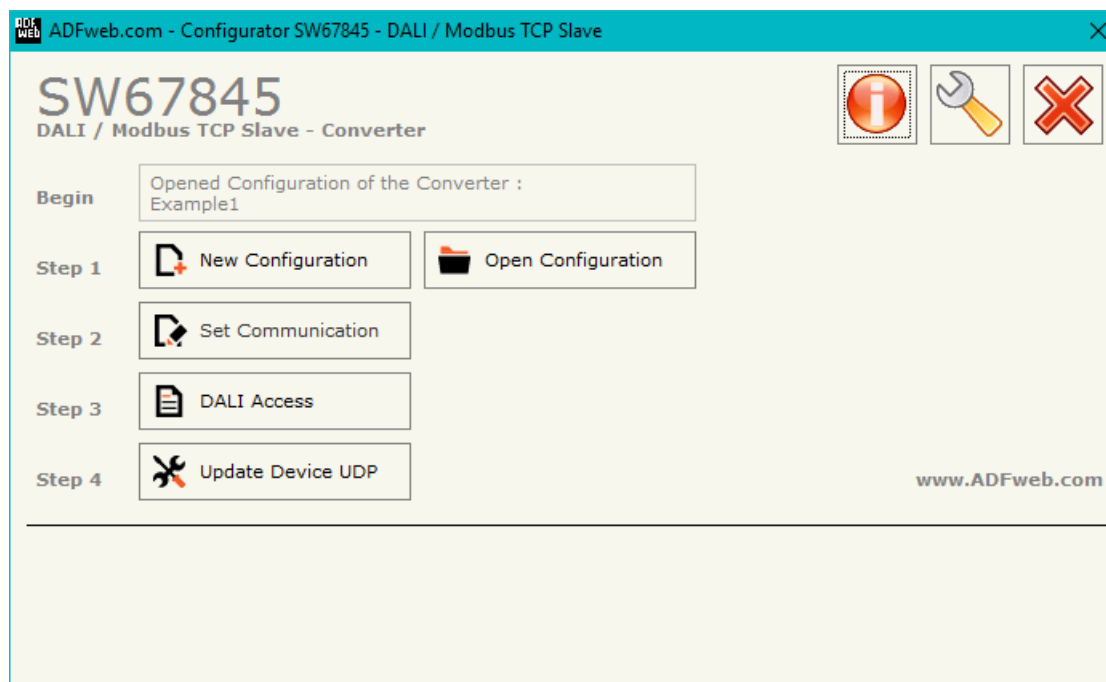 ADF
WEB
ADFweb.com - Configurator SW67845 - DALI / Modbus TCP Slave
SW67845
DALI / Modbus TCP Slave - Converter
Begin
Opened Configuration of the Converter :
Example1
Step 1
New Configuration
Open Configuration
Step 2
Set Communication
Step 3
DALI Access
Step 4
Update Device UDP
www.ADFweb.com